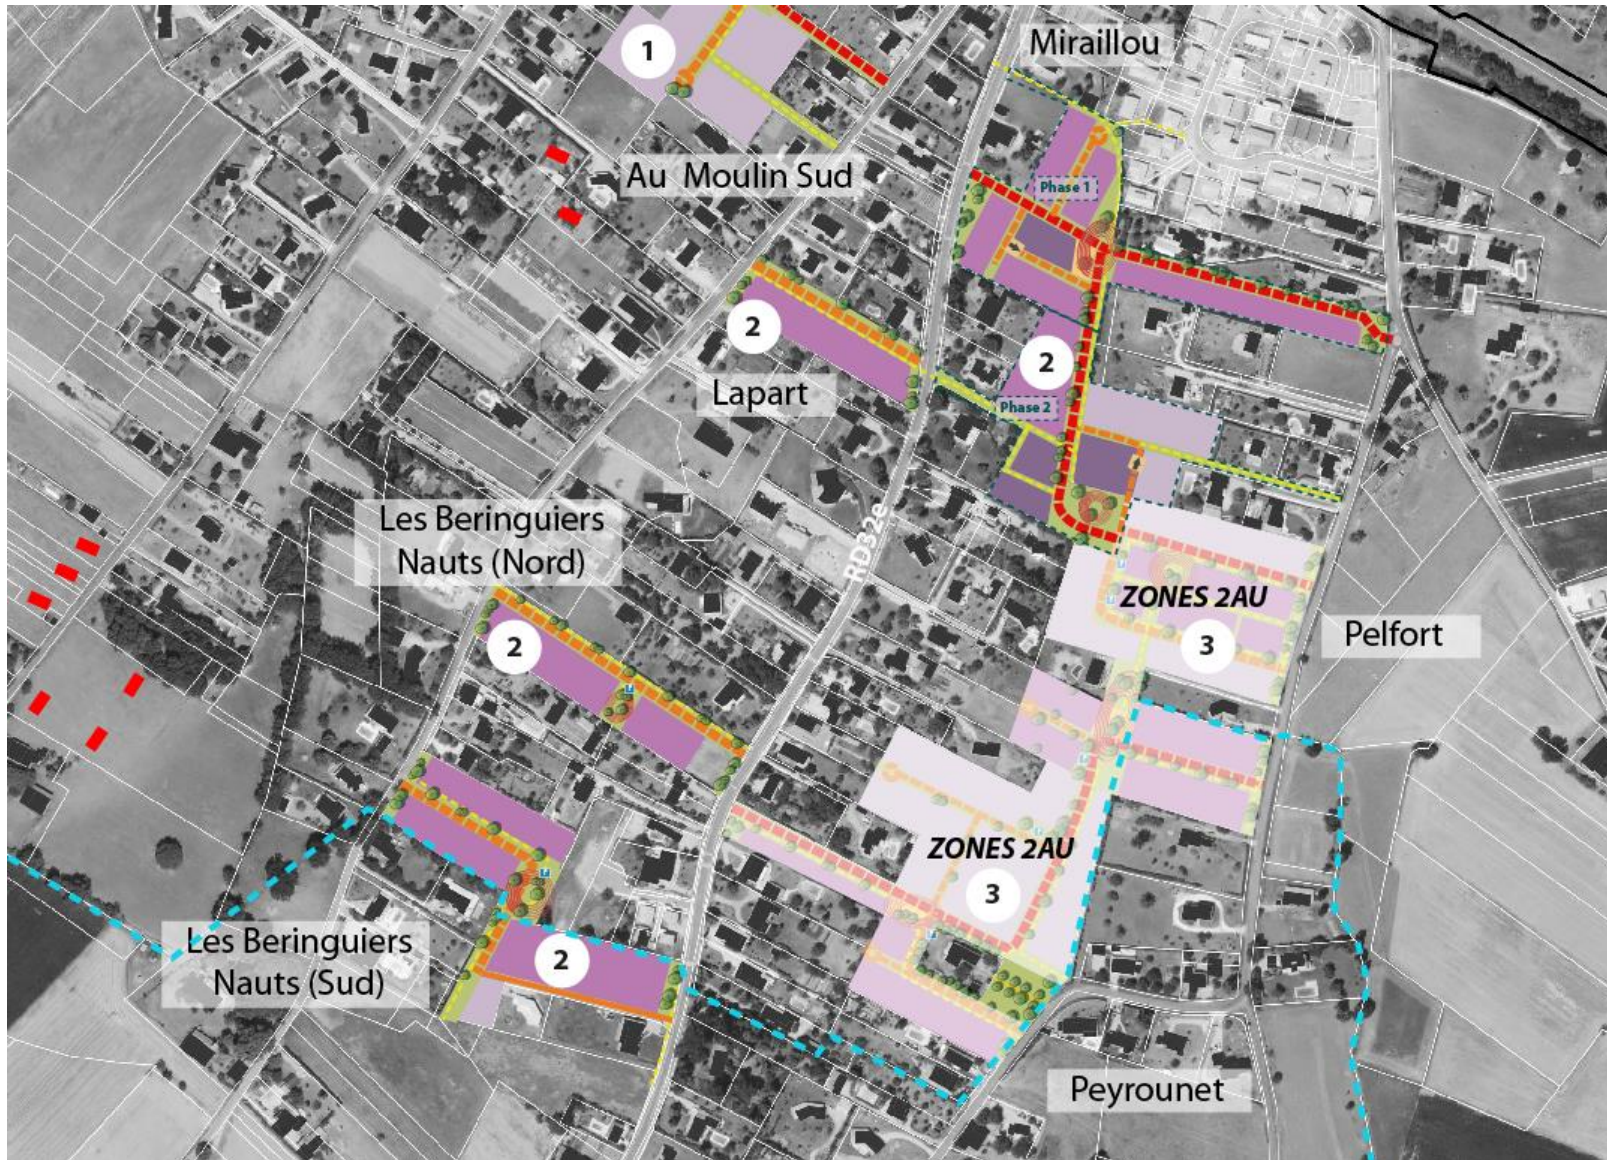 Miraillou
1
Au Moulin Sud
Phase 1
2
2
Lapart
Phase 2
Les Beringuiers
Nauts (Nord)
RD32e
ZONES 2AU
3
Pelfort
2
ZONES 2AU
3
Les Beringuiers
Nauts (Sud)
2
Peyrounet